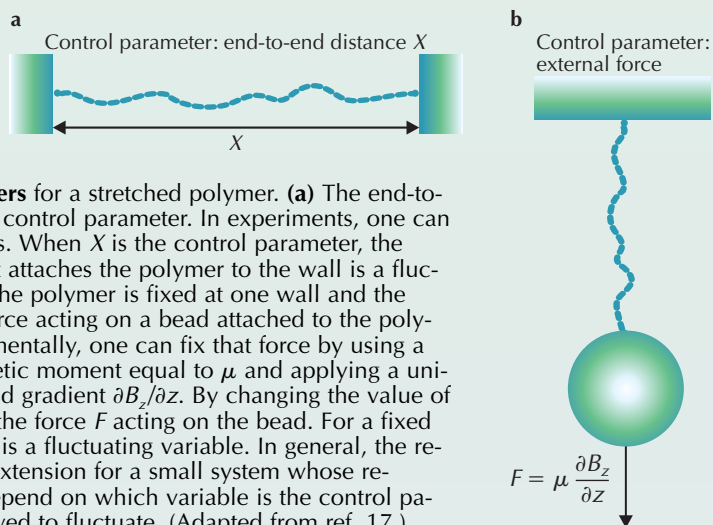 a
Control parameter: end-to-end distance X
X
b
Control parameter:
external force
ers for a stretched polymer. (a) The end-to-
control parameter. In experiments, one can
s. When X is the control parameter, the
t attaches the polymer to the wall is a fluc-
he polymer is fixed at one wall and the
rce acting on a bead attached to the poly-
mentally, one can fix that force by using a
etic moment equal to μ and applying a uni-
d gradient ∂B_z/∂z. By changing the value of
the force F acting on the bead. For a fixed
is a fluctuating variable. In general, the re-
extension for a small system whose re-
epend on which variable is the control pa-
wed to fluctuate. (Adapted from ref. 17.)
F = μ ∂B_z/∂z